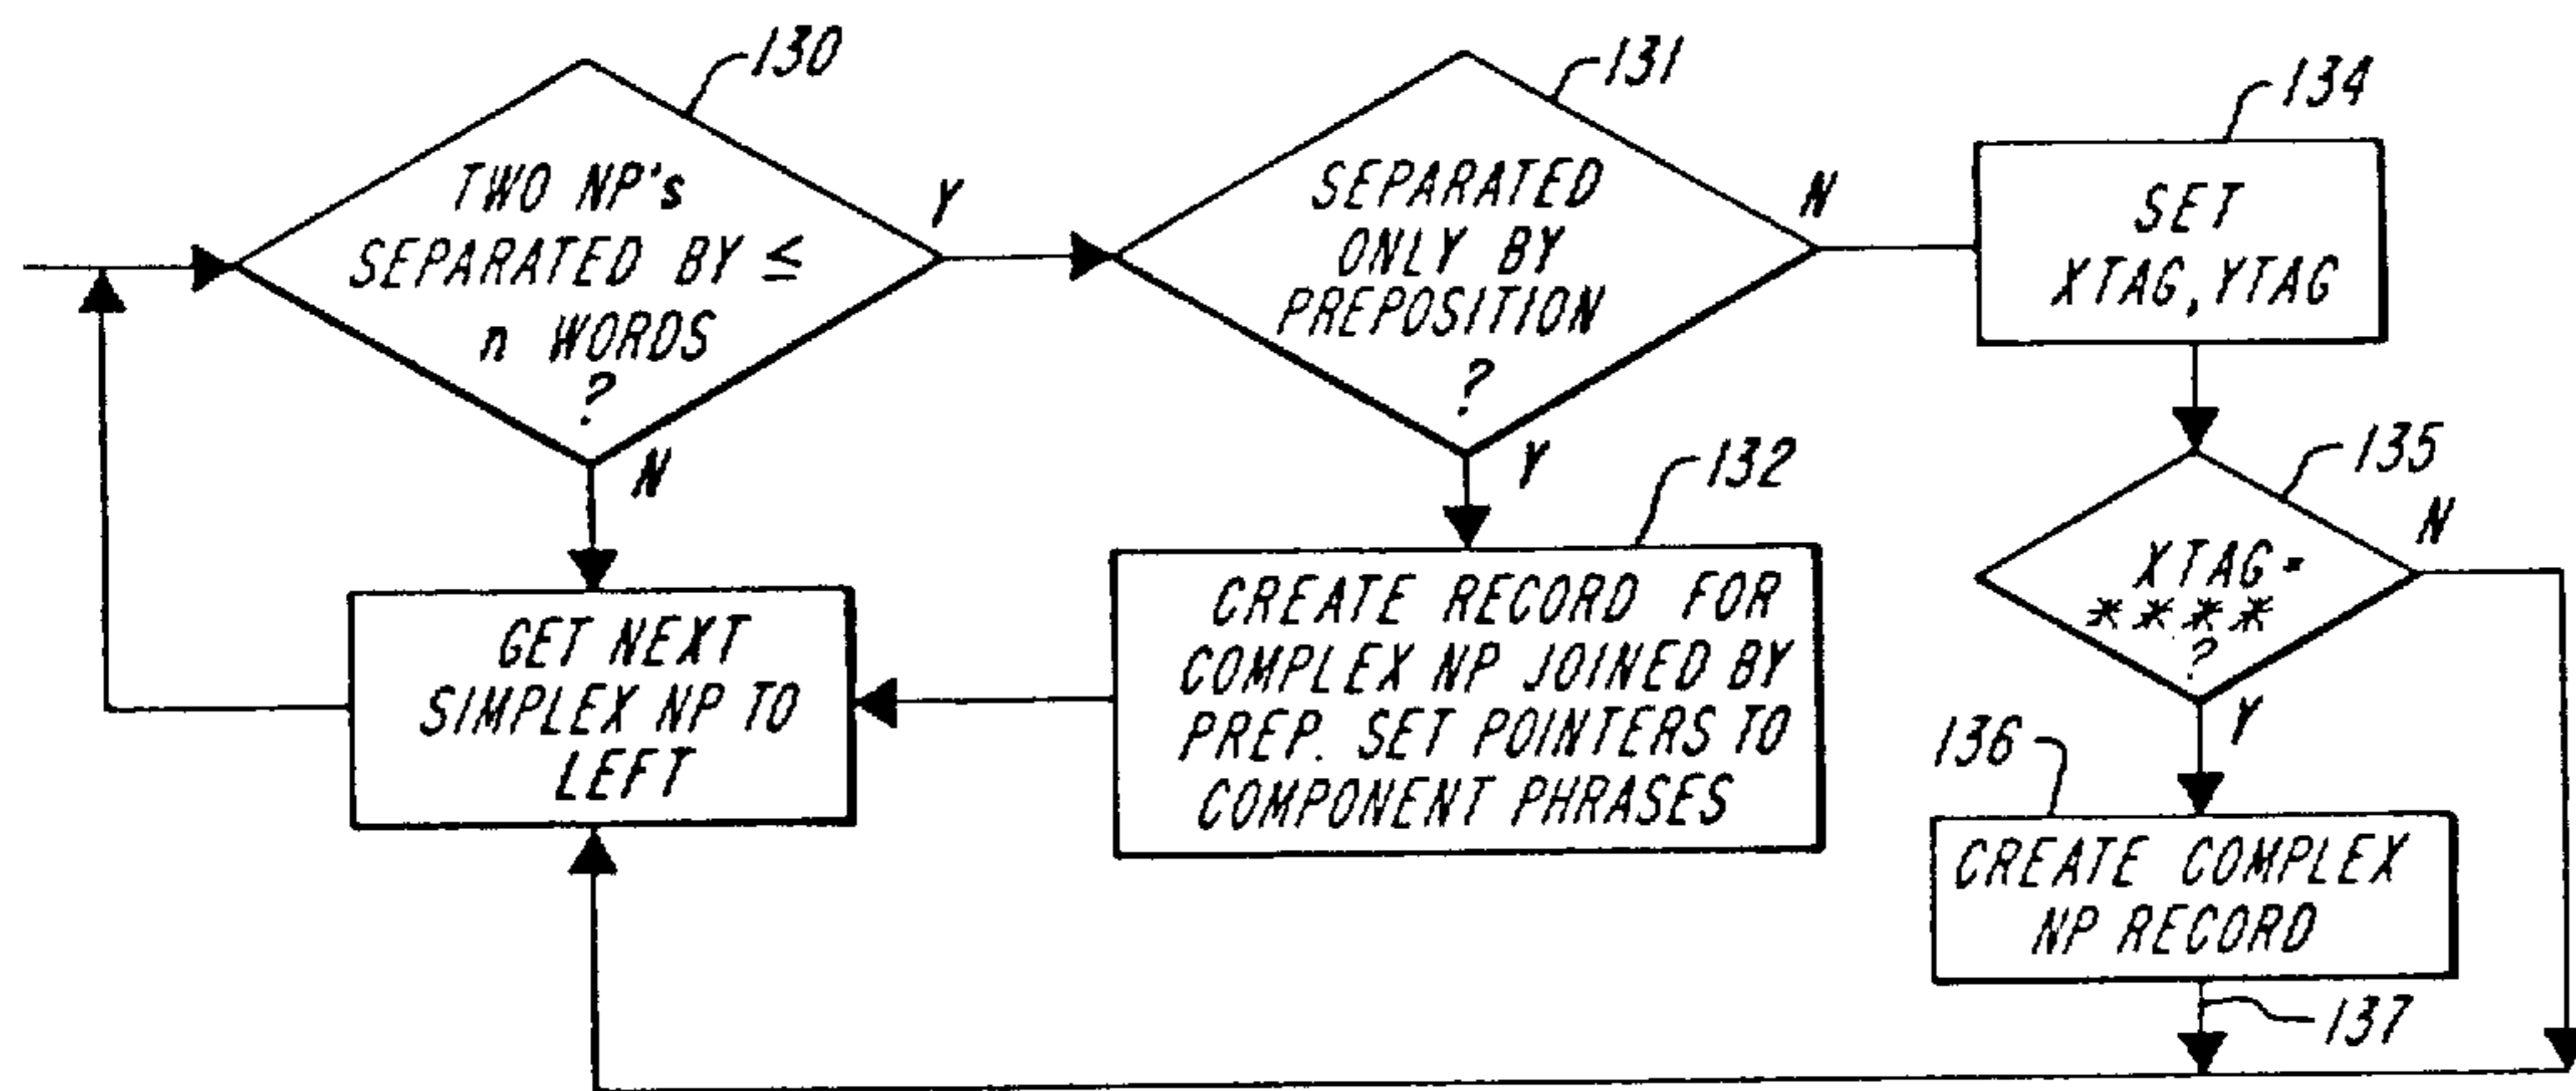 130
TWO NP's
SEPARATED BY ≤
n WORDS
?
Y
N
131
SEPARATED
ONLY BY
PREPOSITION
?
N
Y
134
SET
XTAG, YTAG
135
XTAG=
****
?
N
Y
GET NEXT
SIMPLEX NP TO
LEFT
132
CREATE RECORD FOR
COMPLEX NP JOINED BY
PREP. SET POINTERS TO
COMPONENT PHRASES
136
CREATE COMPLEX
NP RECORD
137